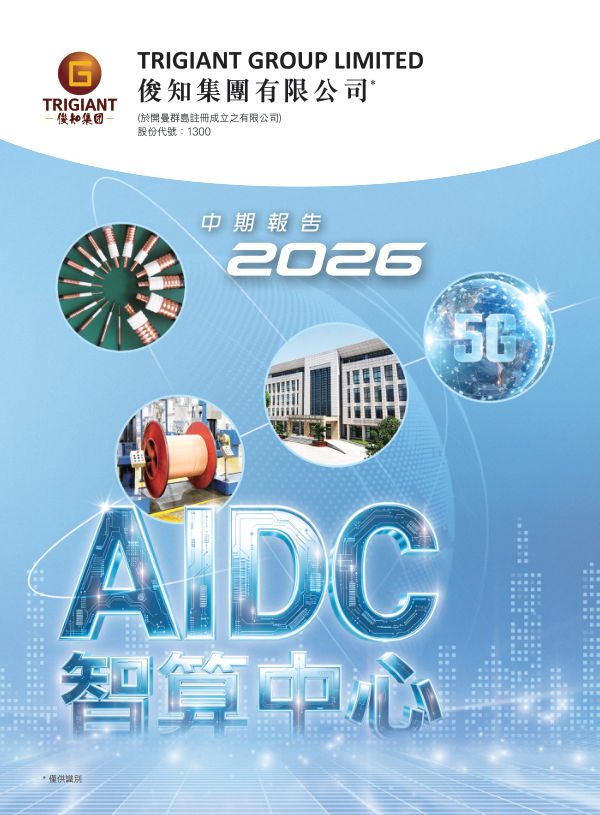 TRIGIANT GROUP LIMITED
俊知集團有限公司*
(於開曼群島註冊成立之有限公司)
股份代號：1300
TRIGIANT
俊知集团
中期報告
2026
5G
AIDC
智算中心
* 僅供識別